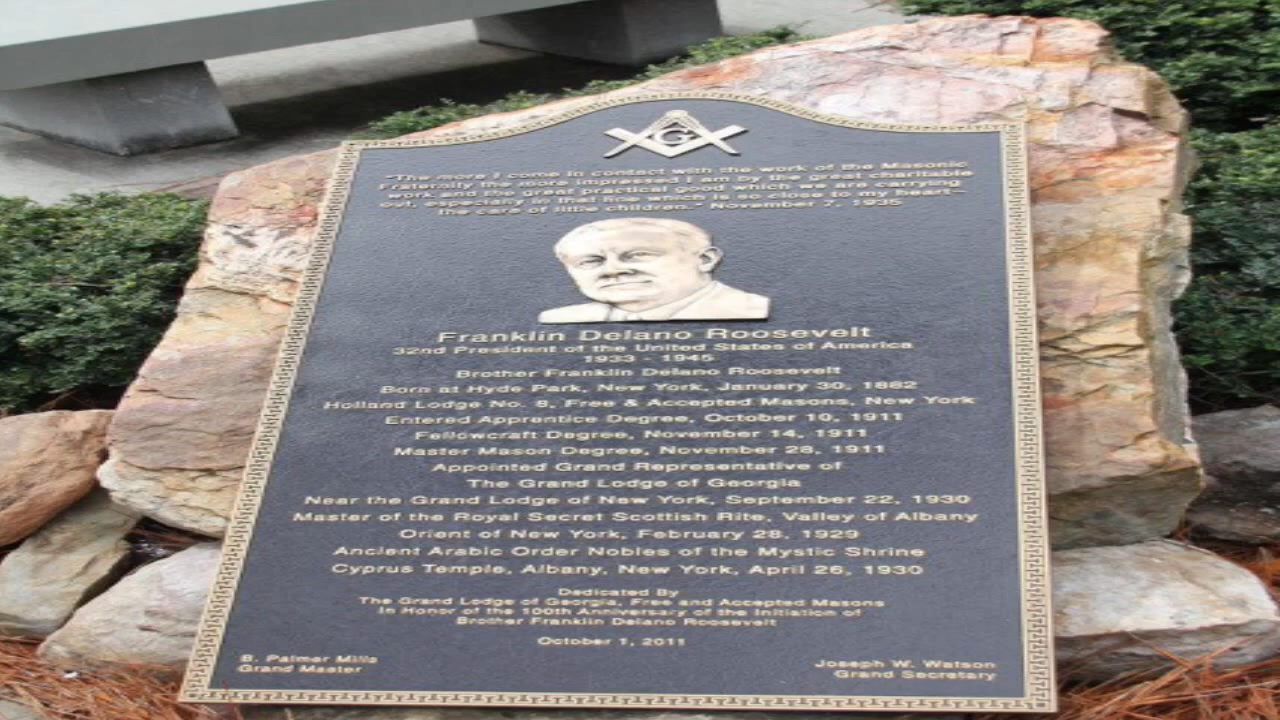 G
"The more I come in contact with the work of the Masonic
Fraternity the more impressed I am by the great charitable
work and the great practical good which we are carrying
out, especially in that line which is so close to my heart"
the care of little children." November 7, 1935
Franklin Delano Roosevelt
32nd President of the United States of America
1933 - 1945
Brother Franklin Delano Roosevelt
Born at Hyde Park, New York, January 30, 1882
Holland Lodge No. 8, Free & Accepted Masons, New York
Entered Apprentice Degree, October 10, 1911
Fellowcraft Degree, November 14, 1911
Master Mason Degree, November 28, 1911
Appointed Grand Representative of
The Grand Lodge of Georgia
Near the Grand Lodge of New York, September 22, 1930
Master of the Royal Secret Scottish Rite, Valley of Albany
Orient of New York, February 28, 1929
Ancient Arabic Order Nobles of the Mystic Shrine
Cyprus Temple, Albany, New York, April 26, 1930
Dedicated By
The Grand Lodge of Georgia, Free and Accepted Masons
In Honor of the 100th Anniversary of the Initiation of
Brother Franklin Delano Roosevelt
October 1, 2011
B. Palmer Mills
Grand Master
Joseph W. Watson
Grand Secretary